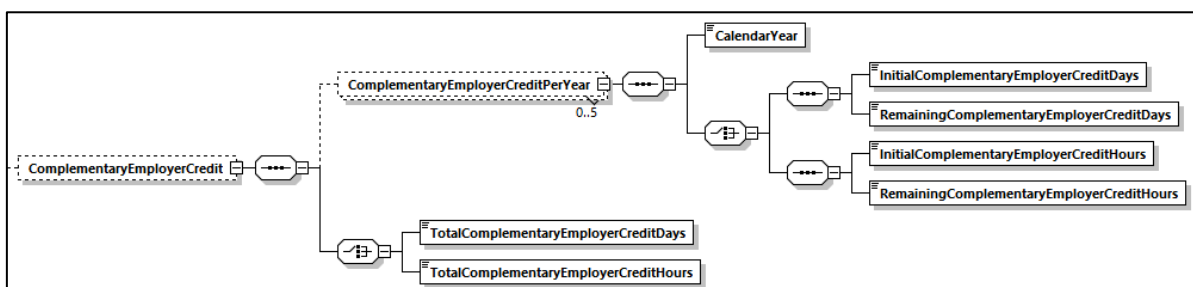 CalendarYear
InitialComplementaryEmployerCreditDays
ComplementaryEmployerCreditPerYear
0..5
RemainingComplementaryEmployerCreditDays
InitialComplementaryEmployerCreditHours
ComplementaryEmployerCredit
RemainingComplementaryEmployerCreditHours
TotalComplementaryEmployerCreditDays
TotalComplementaryEmployerCreditHours